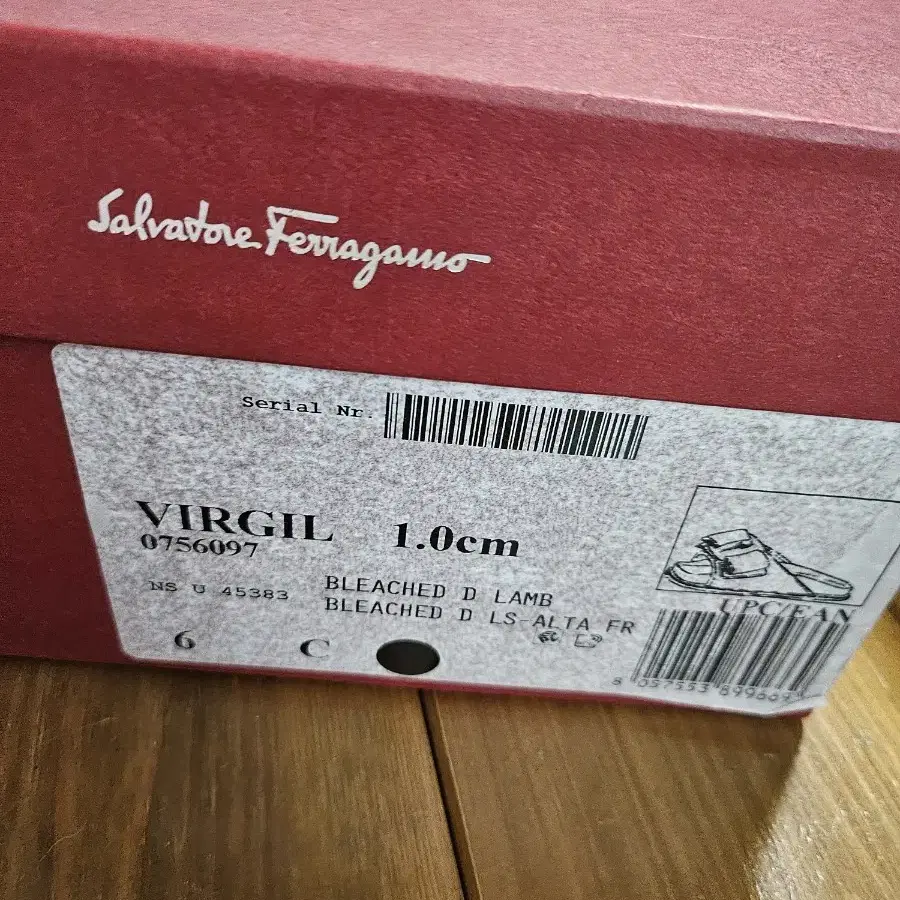 Salvatore Ferragamo
Serial Nr.
VIRGIL 1.0cm
0756097
NS U 45383
BLEACHED D LAMB
BLEACHED D LS-ALTA FR
6 C
UPC/EAN